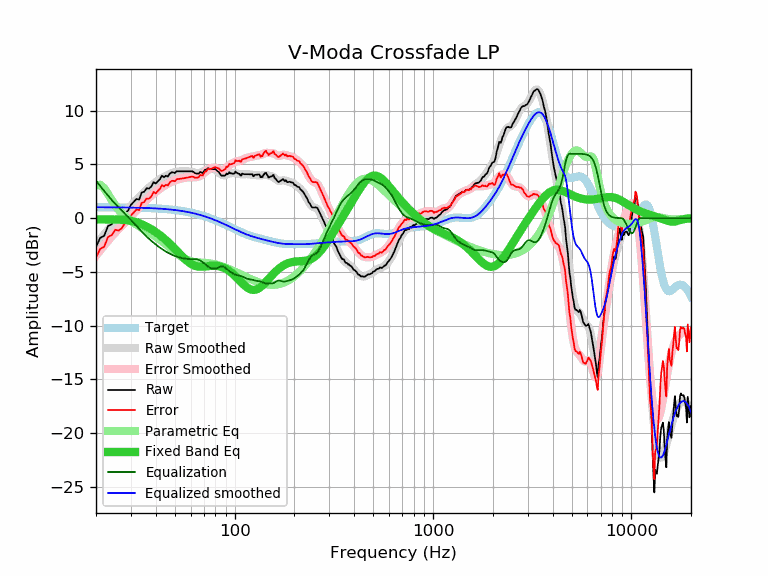 V-Moda Crossfade LP
Amplitude (dBr)
10
5
0
−5
−10
−15
−20
−25
Target
Raw Smoothed
Error Smoothed
Raw
Error
Parametric Eq
Fixed Band Eq
Equalization
Equalized smoothed
100
1000
10000
Frequency (Hz)